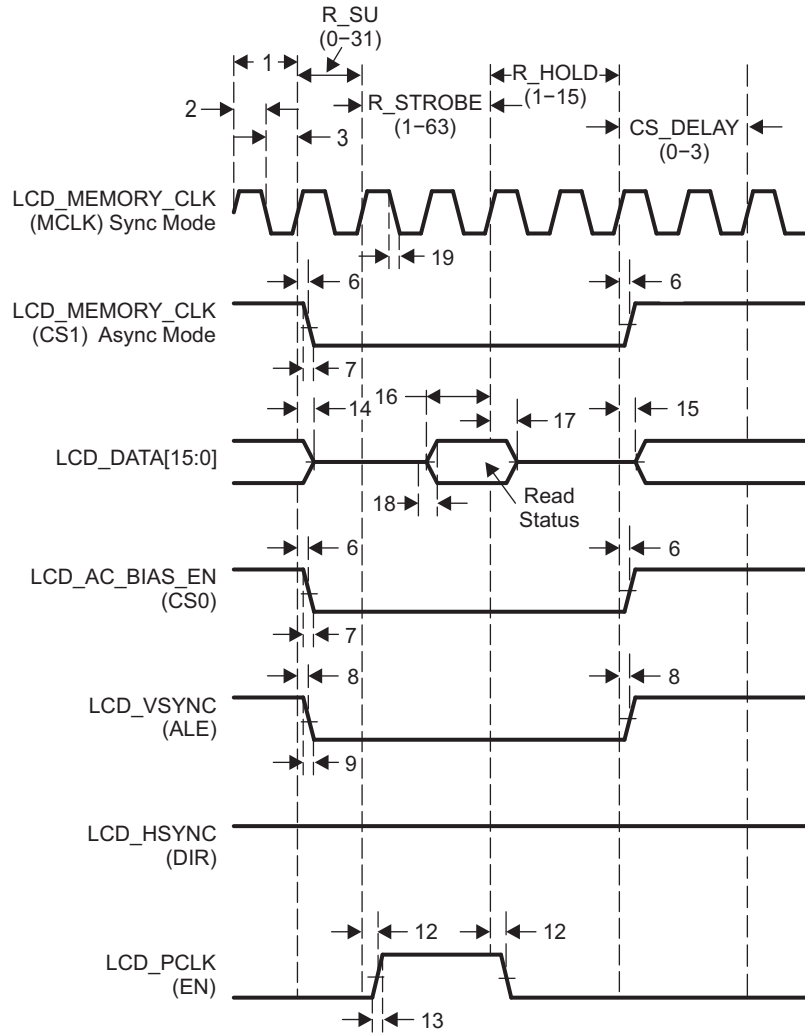 R_SU
(0−31)
1
R_HOLD
(1−15)
R_STROBE
(1−63)
2
3
CS_DELAY
(0−3)
LCD_MEMORY_CLK
(MCLK) Sync Mode
19
6
6
LCD_MEMORY_CLK
(CS1) Async Mode
7
16
14
17
15
LCD_DATA[15:0]
18
Read
Status
6
6
LCD_AC_BIAS_EN
(CS0)
7
8
8
LCD_VSYNC
(ALE)
9
LCD_HSYNC
(DIR)
12
12
LCD_PCLK
(EN)
13